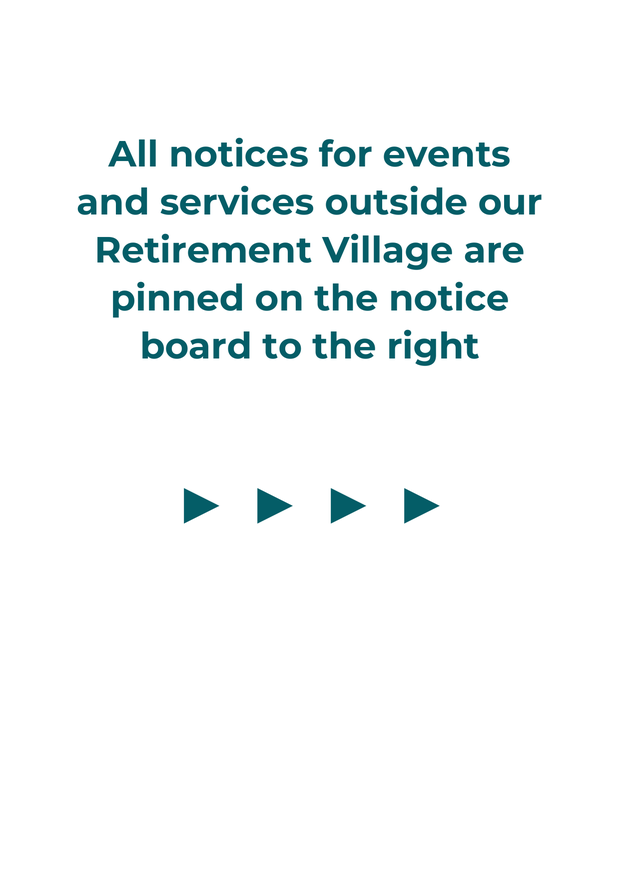 All notices for events
and services outside our
Retirement Village are
pinned on the notice
board to the right